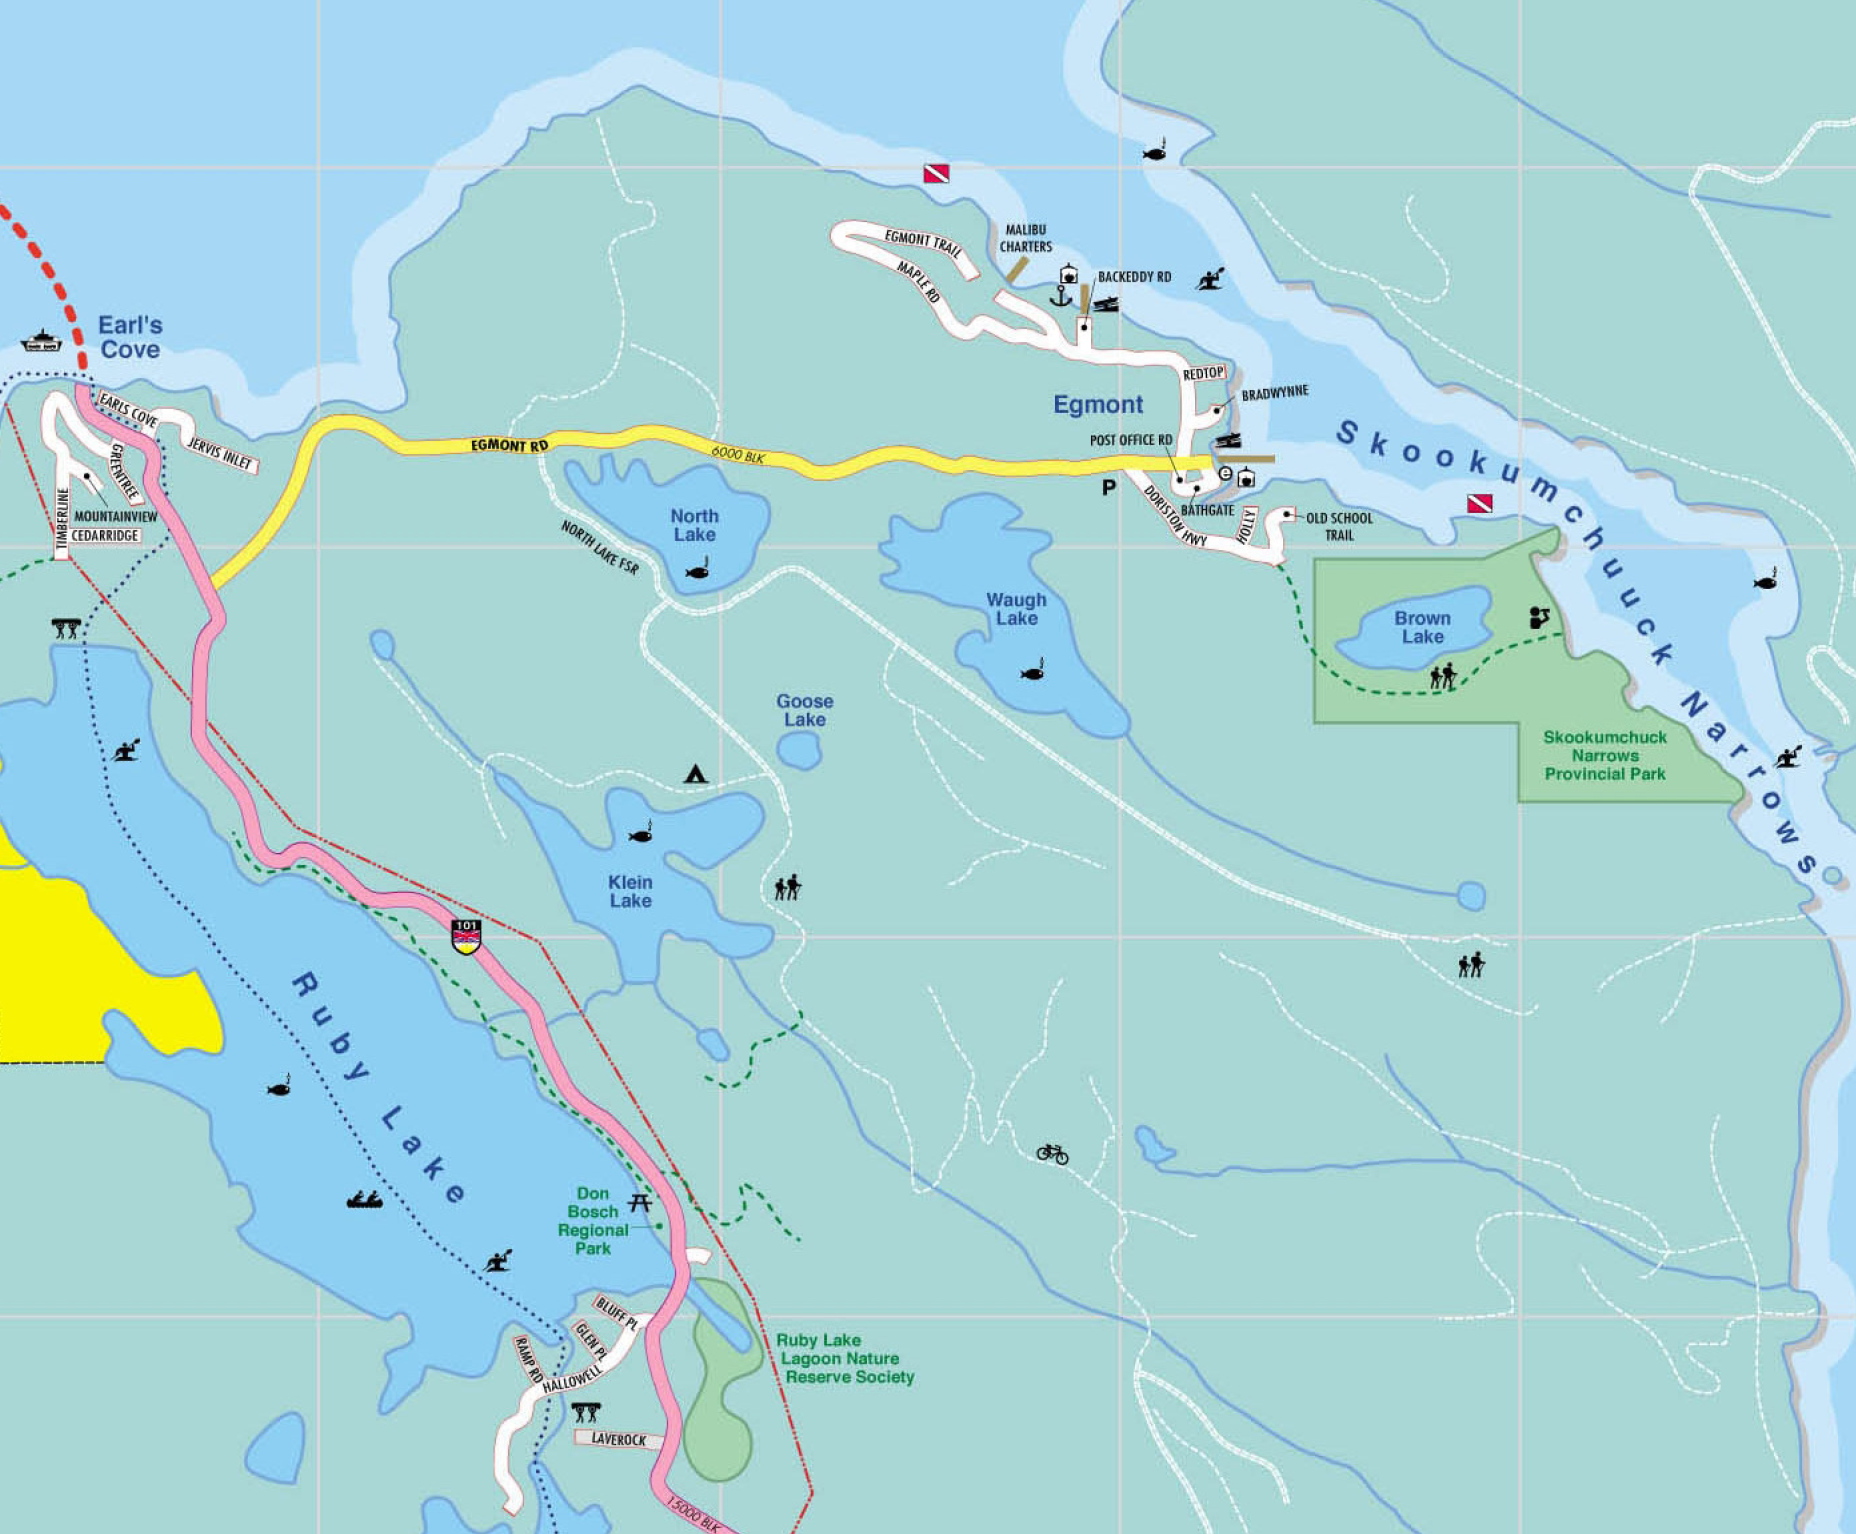 MALIBU
CHARTERS
EGMONT TRAIL
MAPLE RD
BACKEDDY RD
Earl's
Cove
REDTOP
BRADWYNNE
Egmont
EARLS COVE
JERVIS INLET
GREENTREE
TIMBERLINE
MOUNTAINVIEW
CEDARRIDGE
EGMONT RD
6000 BLK
POST OFFICE RD
e
P
DORISTON HWY
BATHGATE
HOLLY
OLD SCHOOL
TRAIL
Skookumchuck Narrows
North
Lake
NORTH LAKE FSR
Waugh
Lake
Brown
Lake
Goose
Lake
Skookumchuck
Narrows
Provincial Park
Klein
Lake
101
Ruby Lake
Don
Bosch
Regional
Park
BLUFF PL
GLEN PL
RAMP RD
HALLOWELL
LAVEROCK
Ruby Lake
Lagoon Nature
Reserve Society
15000 BLK